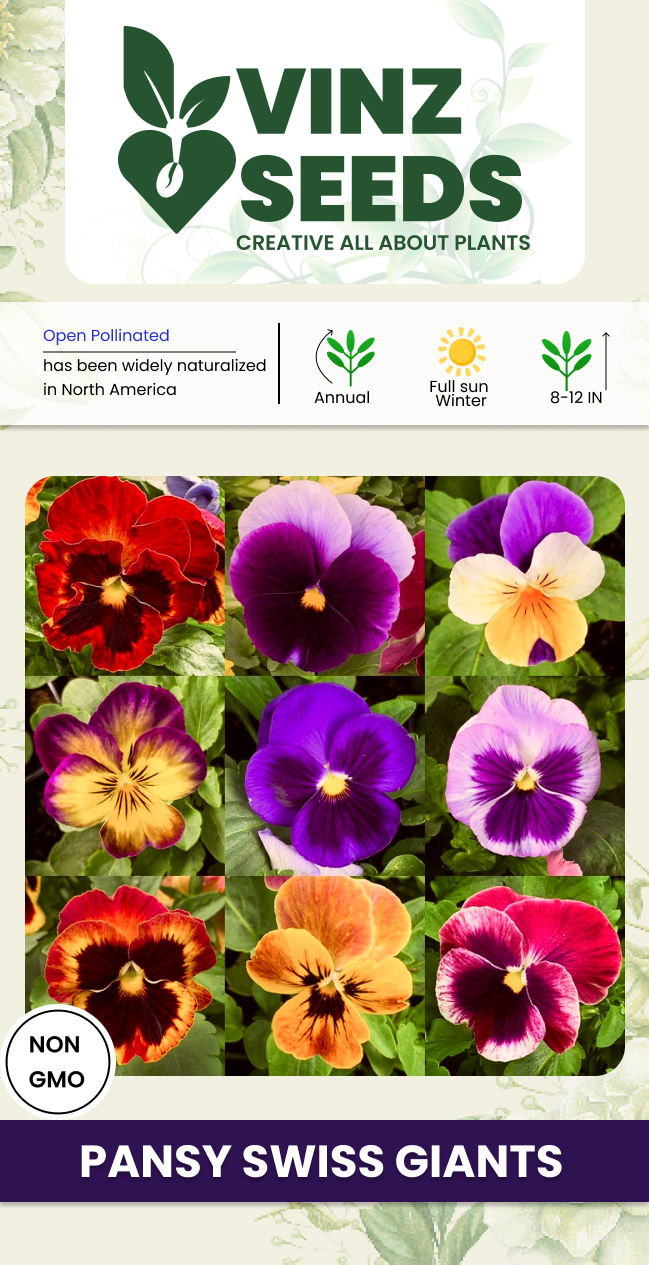 VINZ
SEEDS
CREATIVE ALL ABOUT PLANTS
Open Pollinated
has been widely naturalized
in North America
Annual
Full sun
Winter
8-12 IN
NON
GMO
PANSY SWISS GIANTS